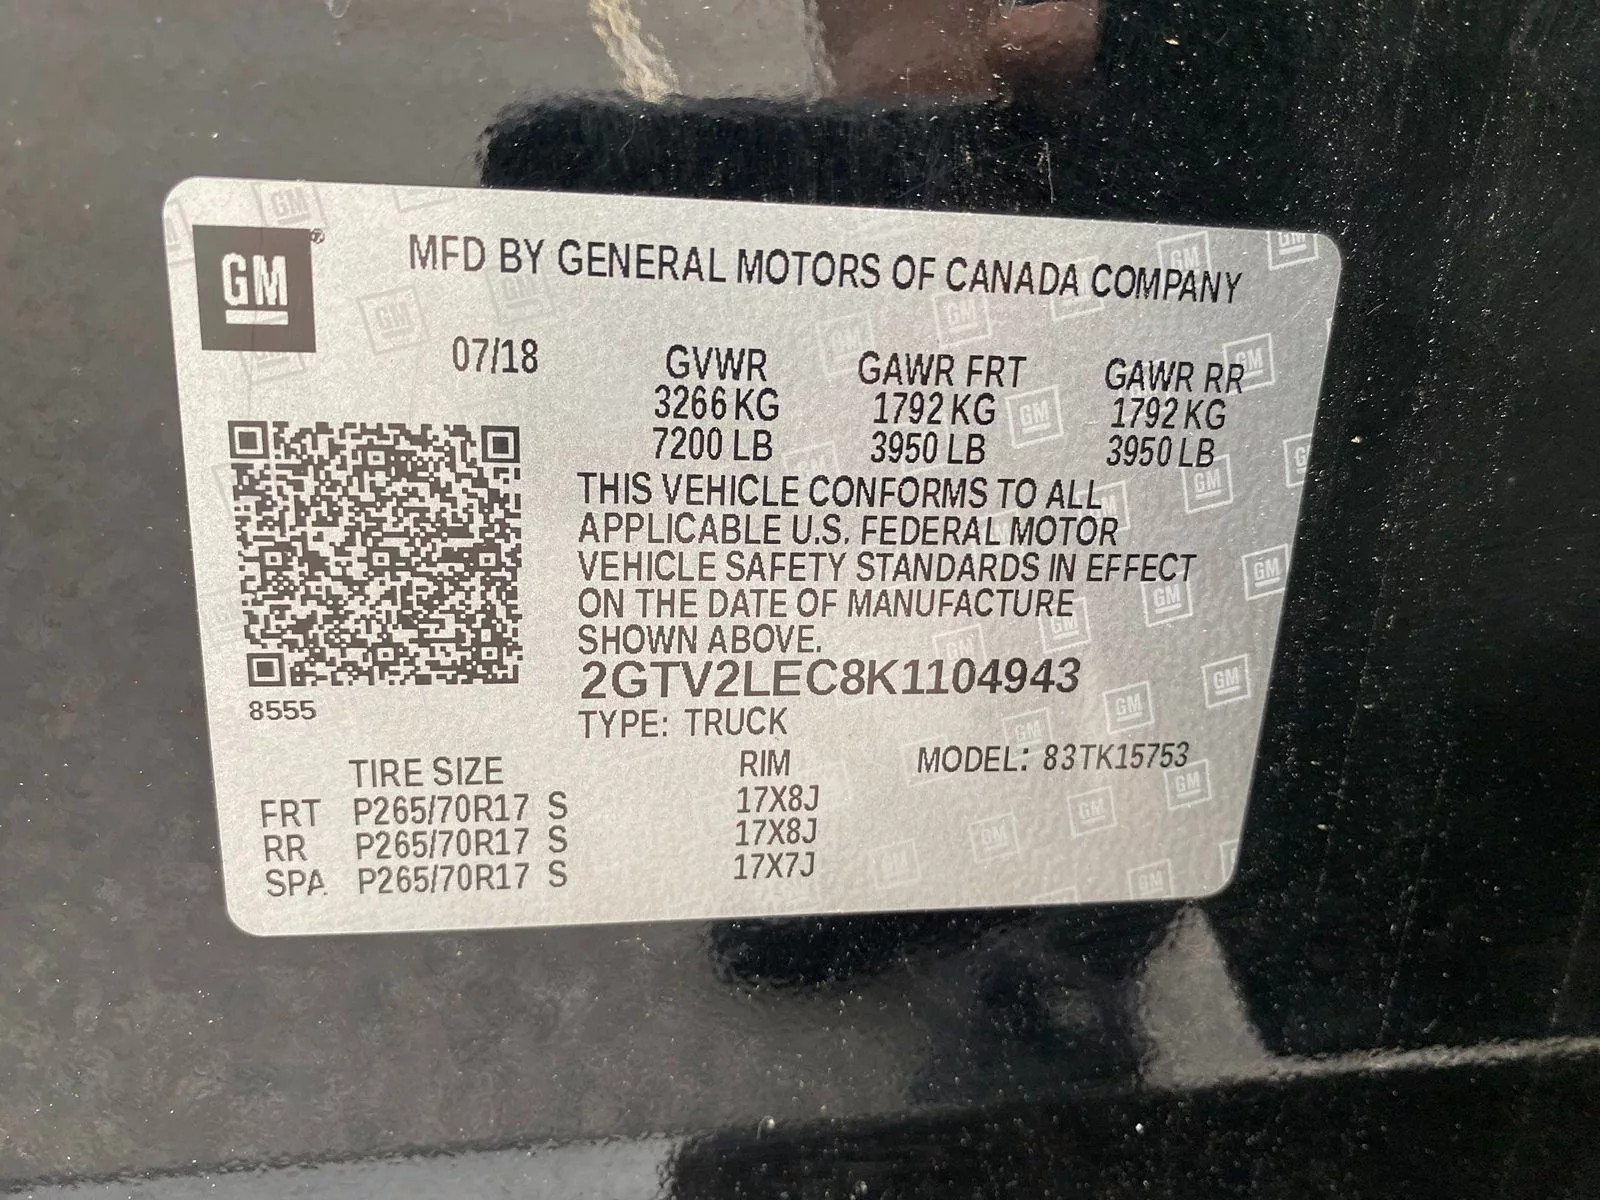 GM®
MFD BY GENERAL MOTORS OF CANADA COMPANY
07/18 GVWR GAWR FRT GAWR RR
3266 KG 1792 KG 1792 KG
7200 LB 3950 LB 3950 LB
THIS VEHICLE CONFORMS TO ALL
APPLICABLE U.S. FEDERAL MOTOR
VEHICLE SAFETY STANDARDS IN EFFECT
ON THE DATE OF MANUFACTURE
SHOWN ABOVE.
2GTV2LEC8K1104943
8555
TYPE: TRUCK
TIRE SIZE RIM MODEL: 83TK15753
FRT P265/70R17 S 17X8J
RR P265/70R17 S 17X8J
SPA P265/70R17 S 17X7J